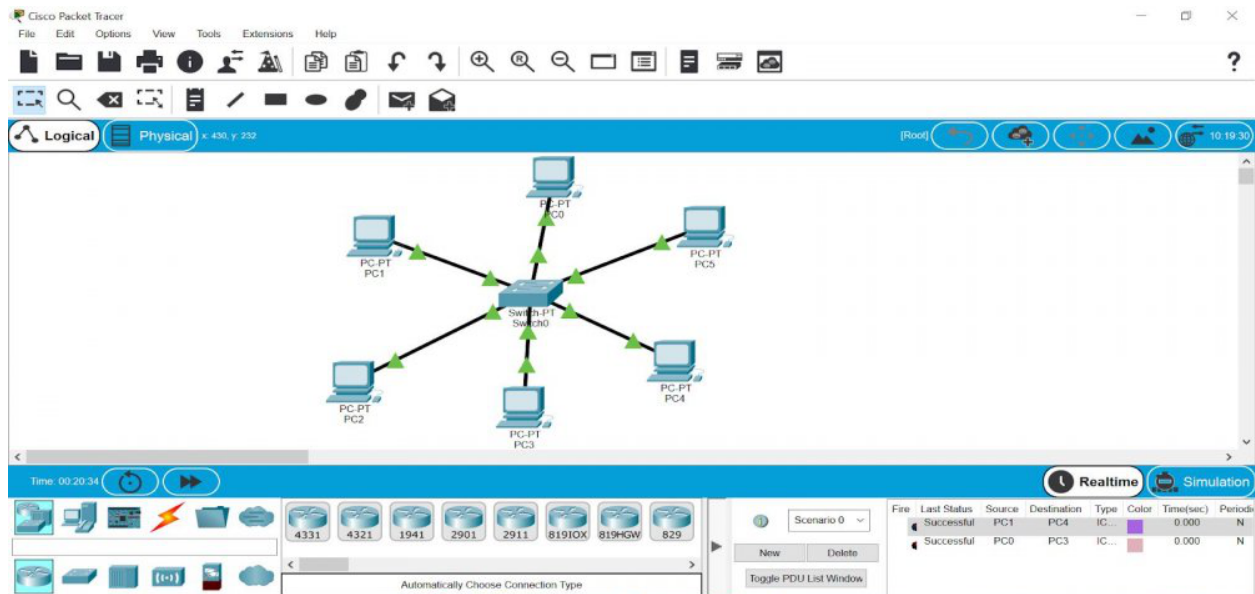 Cisco Packet Tracer
File Edit Options View Tools Extensions Help
?
Logical Physical x: 430, y: 232 [Root] 10:19:30
PC-PT
PC0
PC-PT
PC1
PC-PT
PC5
Switch-PT
Switch0
PC-PT
PC2
PC-PT
PC4
PC-PT
PC3
Time: 00:20:34 Realtime Simulation
4331 4321 1941 2901 2911 819IOX 819HGW 829
Automatically Choose Connection Type
Scenario 0
New Delete
Toggle PDU List Window
Fire Last Status Source Destination Type Color Time(sec) Periodi
Successful PC1 PC4 IC... 0.000 N
Successful PC0 PC3 IC... 0.000 N